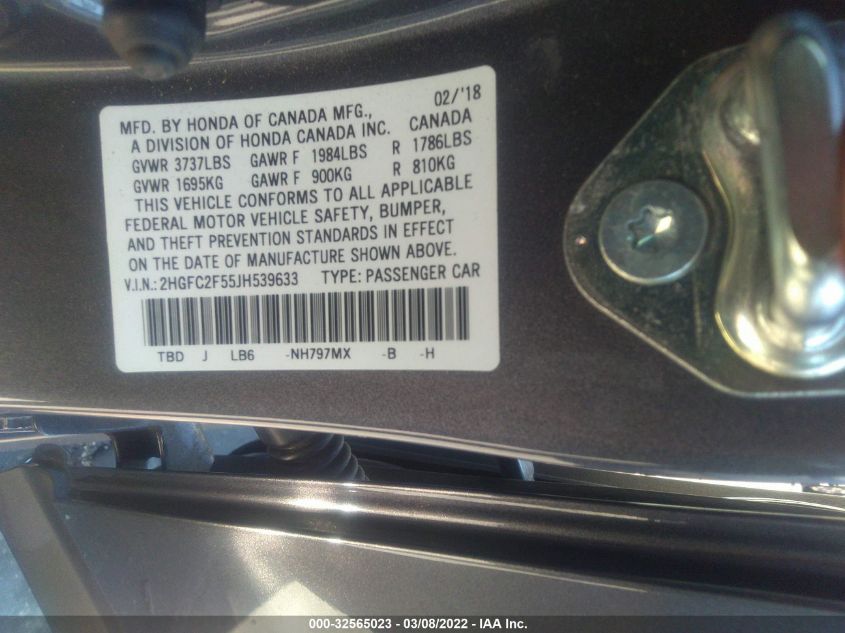 MFD. BY HONDA OF CANADA MFG., 02/'18
A DIVISION OF HONDA CANADA INC. CANADA
GVWR 3737LBS GAWR F 1984LBS R 1786LBS
GVWR 1695KG GAWR F 900KG R 810KG
THIS VEHICLE CONFORMS TO ALL APPLICABLE
FEDERAL MOTOR VEHICLE SAFETY, BUMPER,
AND THEFT PREVENTION STANDARDS IN EFFECT
ON THE DATE OF MANUFACTURE SHOWN ABOVE.
V.I.N.: 2HGFC2F55JH539633 TYPE: PASSENGER CAR
TBD J LB6 -NH797MX -B -H
000-32565023 - 03/08/2022 - IAA Inc.